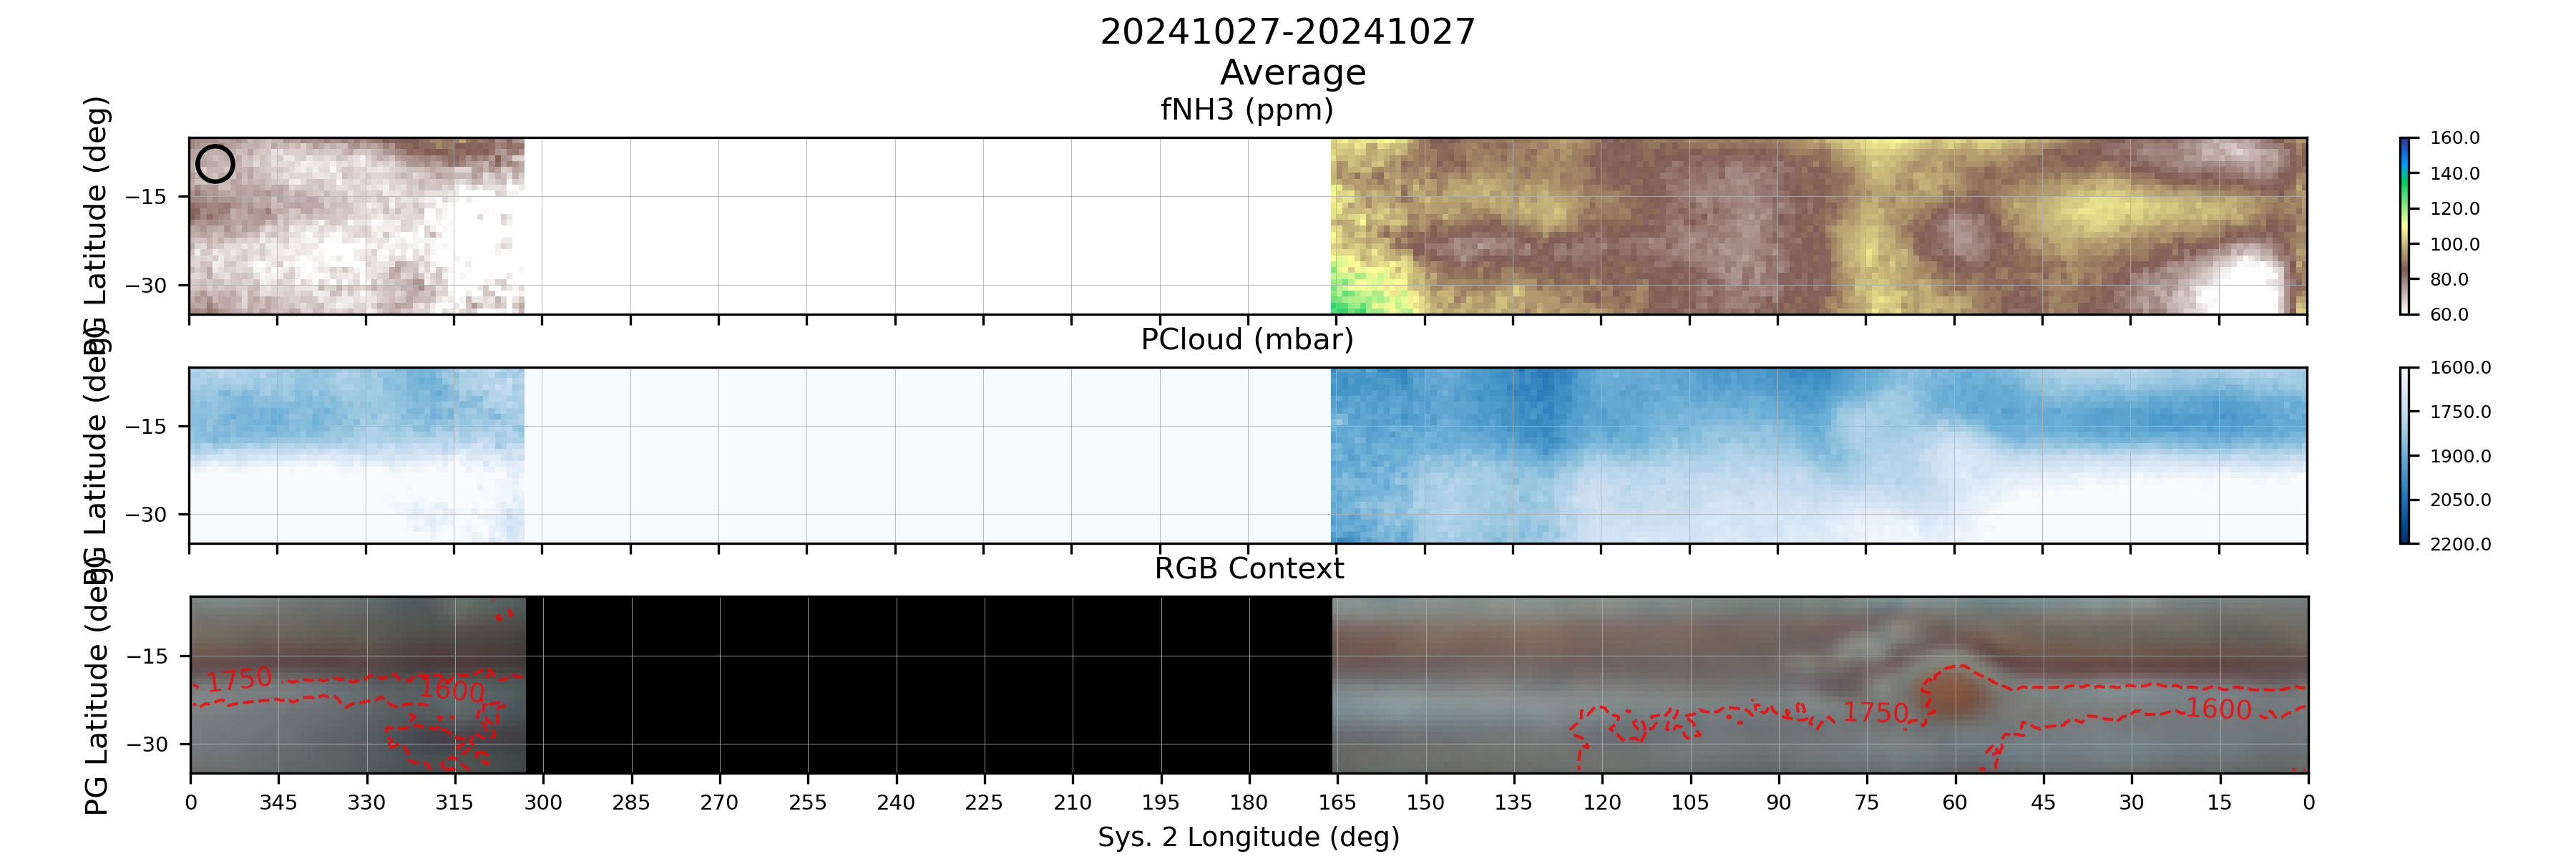 20241027-20241027
Average
fNH3 (ppm)
PG Latitude (deg)
−15
−30
160.0
140.0
120.0
100.0
80.0
60.0
PCloud (mbar)
PG Latitude (deg)
−15
−30
1600.0
1750.0
1900.0
2050.0
2200.0
RGB Context
PG Latitude (deg)
−15
−30
1750
1600
1750
1600
0 345 330 315 300 285 270 255 240 225 210 195 180 165 150 135 120 105 90 75 60 45 30 15 0
Sys. 2 Longitude (deg)